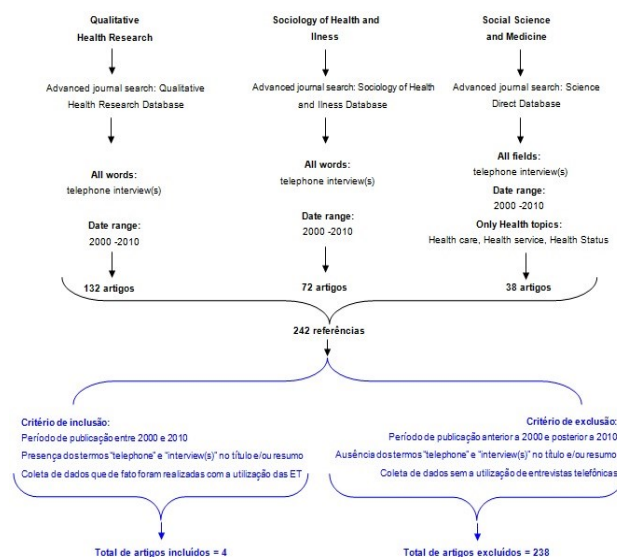 Qualitative
Health Research
Sociology of Health and
Ilness
Social Science
and Medicine
Advanced journal search: Qualitative
Health Research Database
Advanced journal search: Sociology of Health
and Ilness Database
Advanced journal search: Science
Direct Database
All words:
telephone interview(s)
All words:
telephone interview(s)
All fields:
telephone interview(s)
Date range:
2000 -2010
Date range:
2000 -2010
Date range:
2000 -2010
Only Health topics:
Health care, Health service, Health Status
132 artigos
72 artigos
38 artigos
242 referências
Critério de inclusão:
Período de publicação entre 2000 e 2010
Presença dos termos “telephone” e “interview(s)” no título e/ou resumo
Coleta de dados que de fato foram realizadas com a utilização das ET
Critério de exclusão:
Período de publicação anterior a 2000 e posterior a 2010
Ausência dos termos “telephone” e “interview(s)” no título e/ou resumo
Coleta de dados sem a utilização de entrevistas telefônicas
Total de artigos incluídos = 4
Total de artigos excluídos = 238